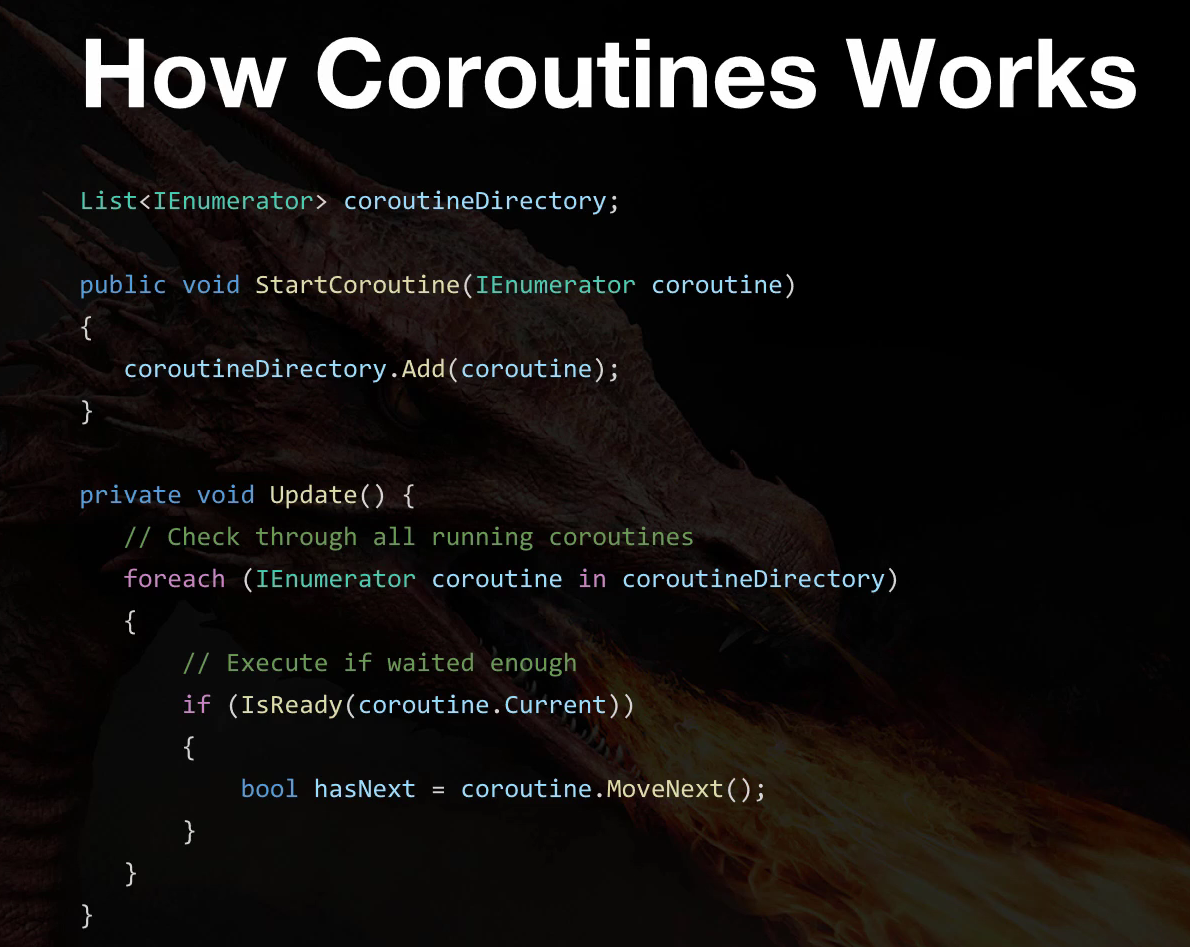 How Coroutines Works
List<IEnumerator> coroutineDirectory;
public void StartCoroutine(IEnumerator coroutine)
{
coroutineDirectory.Add(coroutine);
}
private void Update() {
// Check through all running coroutines
foreach (IEnumerator coroutine in coroutineDirectory)
{
// Execute if waited enough
if (IsReady(coroutine.Current))
{
bool hasNext = coroutine.MoveNext();
}
}
}